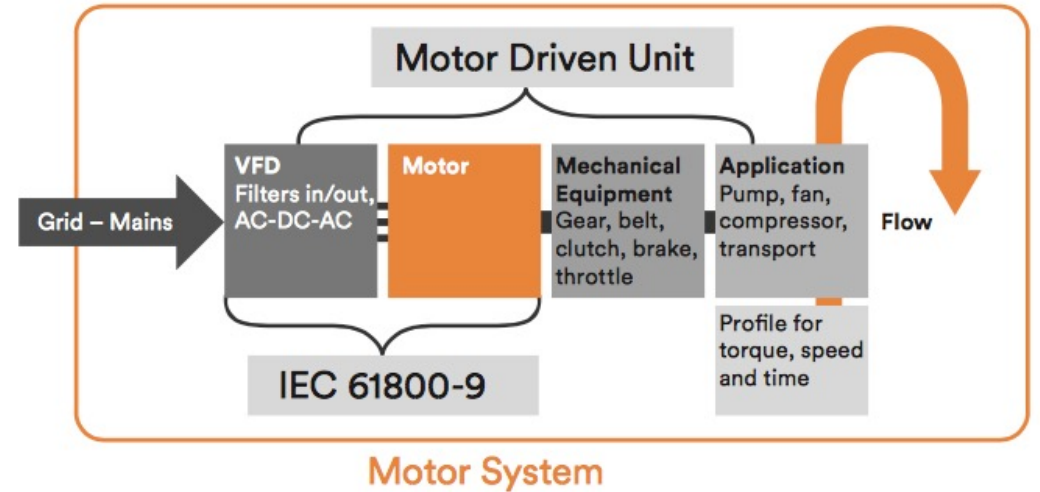 Motor Driven Unit
Grid – Mains
VFD
Filters in/out,
AC-DC-AC
Motor
Mechanical
Equipment
Gear, belt,
clutch, brake,
throttle
Application
Pump, fan,
compressor,
transport
Flow
Profile for
torque, speed
and time
IEC 61800-9
Motor System